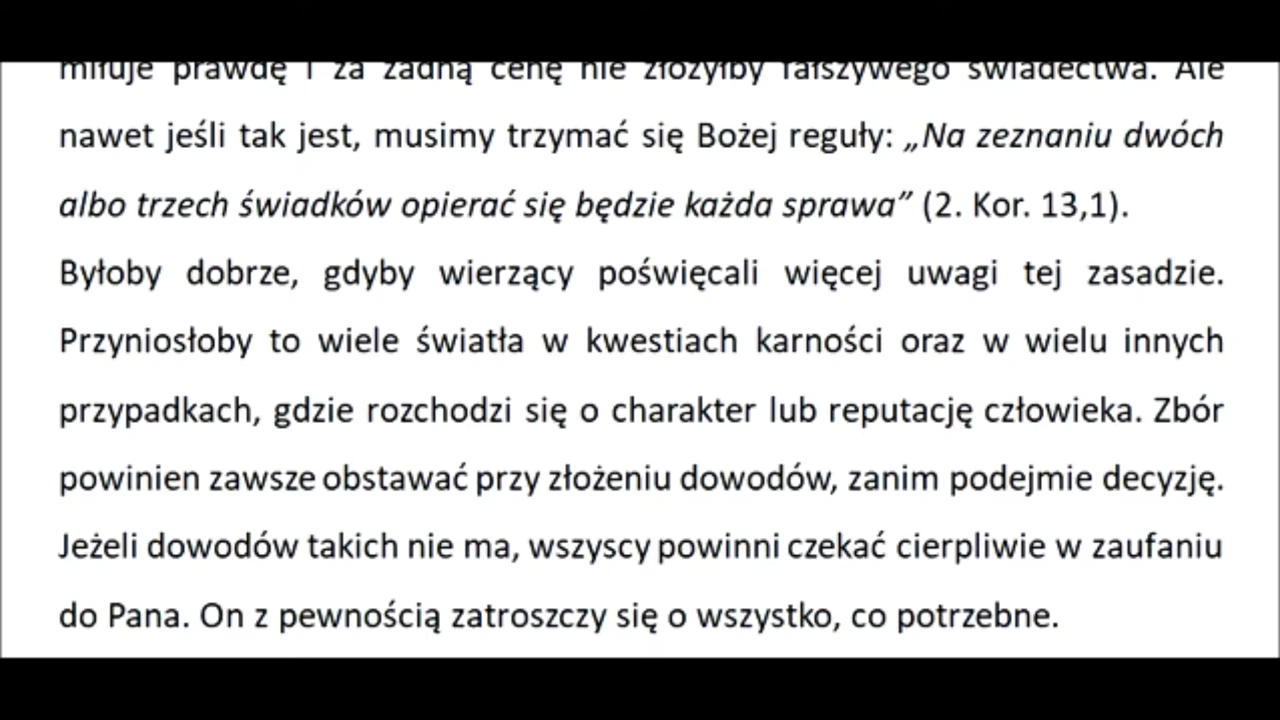 miłuje prawdę i za żadną cenę nie złożyłby fałszywego świadectwa. Ale
nawet jeśli tak jest, musimy trzymać się Bożej reguły: „Na zeznaniu dwóch
albo trzech świadków opierać się będzie każda sprawa” (2. Kor. 13,1).
Byłoby dobrze, gdyby wierzący poświęcali więcej uwagi tej zasadzie.
Przyniosłoby to wiele światła w kwestiach karności oraz w wielu innych
przypadkach, gdzie rozchodzi się o charakter lub reputację człowieka. Zbór
powinien zawsze obstawać przy złożeniu dowodów, zanim podejmie decyzję.
Jeżeli dowodów takich nie ma, wszyscy powinni czekać cierpliwie w zaufaniu
do Pana. On z pewnością zatroszczy się o wszystko, co potrzebne.